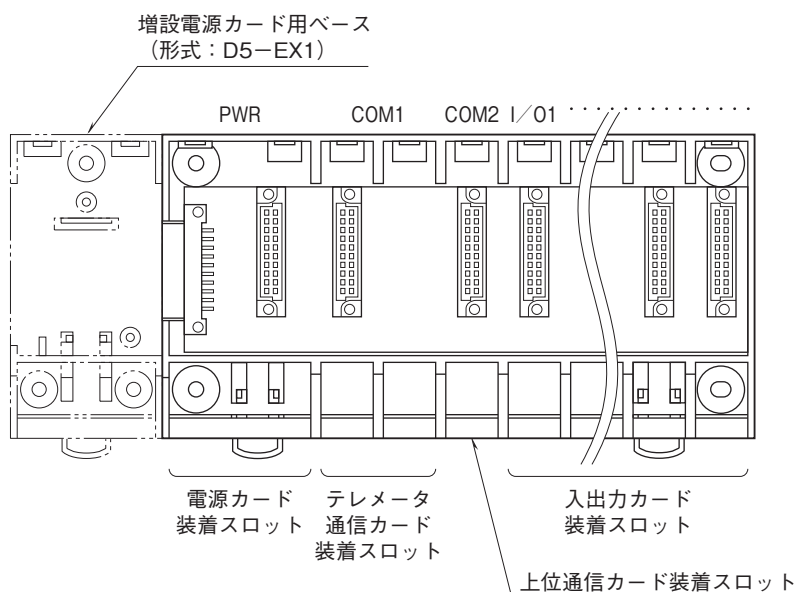 増設電源カード用ベース
（形式：D5－EX1）
PWR COM1 COM2 I／O1 ・・・・・・・・・・・・・
電源カード
装着スロット
テレメータ
通信カード
装着スロット
入出力カード
装着スロット
上位通信カード装着スロット